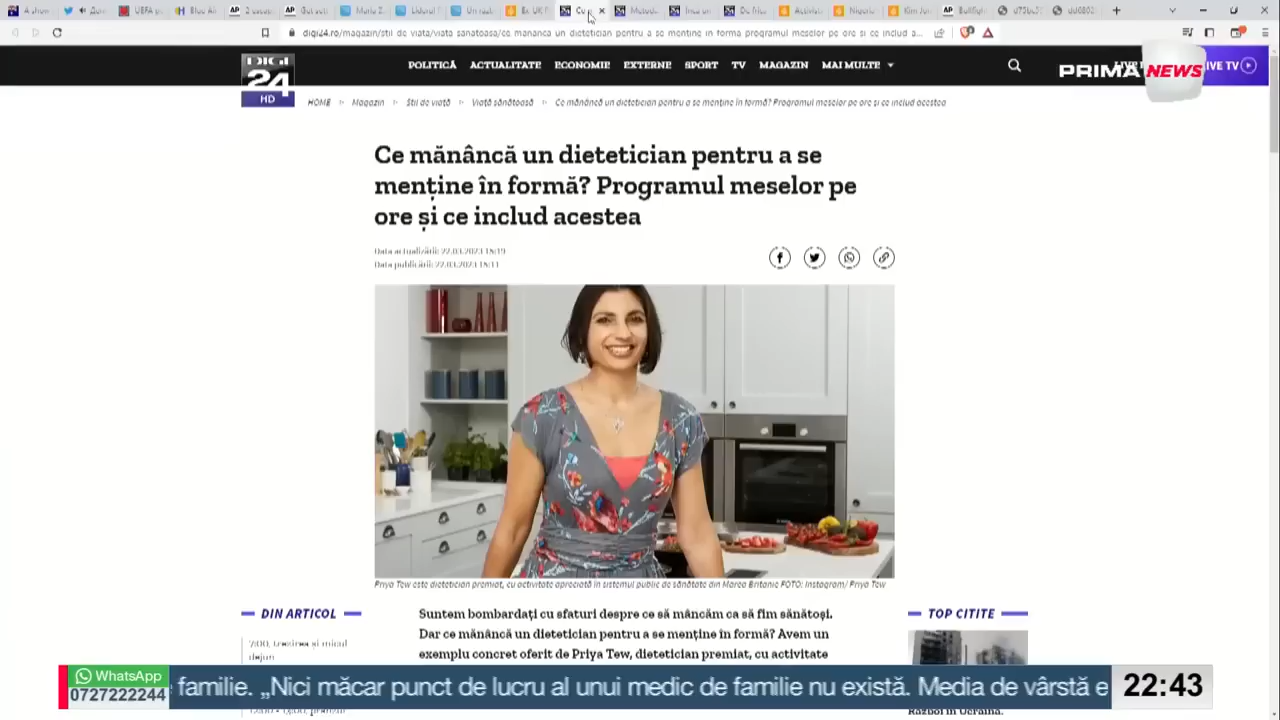 digi24.ro/magazin/stil-de-viata/viata-sanatoasa/ce-mananca-un-dietetician-pentru-a-se-mentine-in-forma-programul-meselor-pe-ore-si-ce-includ-a...
DIGI 24 HD
POLITICĂ ACTUALITATE ECONOMIE EXTERNE SPORT TV MAGAZIN MAI MULTE
LIVE TV
PRIMA NEWS
HOME Magazin Stil de viață Viață sănătoasă Ce mănâncă un dietetician pentru a se menține în formă? Programul meselor pe ore și ce includ acestea
Ce mănâncă un dietetician pentru a se
menține în formă? Programul meselor pe
ore și ce includ acestea
Data actualizării: 22.03.2023 18:19
Data publicării: 22.03.2023 18:11
Priya Tew este dietetician premiat, cu activitate apreciată în sistemul public de sănătate din Marea Britanie FOTO: Instagram/ Priya Tew
DIN ARTICOL
7:00, trezirea și micul
dejun
Suntem bombardați cu sfaturi despre ce să mâncăm ca să fim sănătoși.
Dar ce mănâncă un dietetician pentru a se menține în formă? Avem un
exemplu concret oferit de Priya Tew, dietetician premiat, cu activitate
TOP CITITE
WhatsApp
0727222244
familie. „Nici măcar punct de lucru al unui medic de familie nu există. Media de vârstă e
22:43
Război în Ucraina.